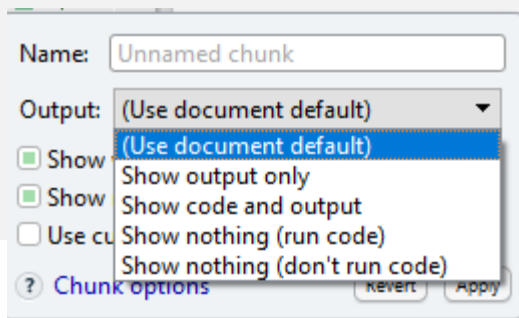 Name: Unnamed chunk
Output: (Use document default)
(Use document default)
Show
Show output only
Show code and output
Show
Show nothing (run code)
Use
Show nothing (don't run code)
? Chunk options Revert Apply